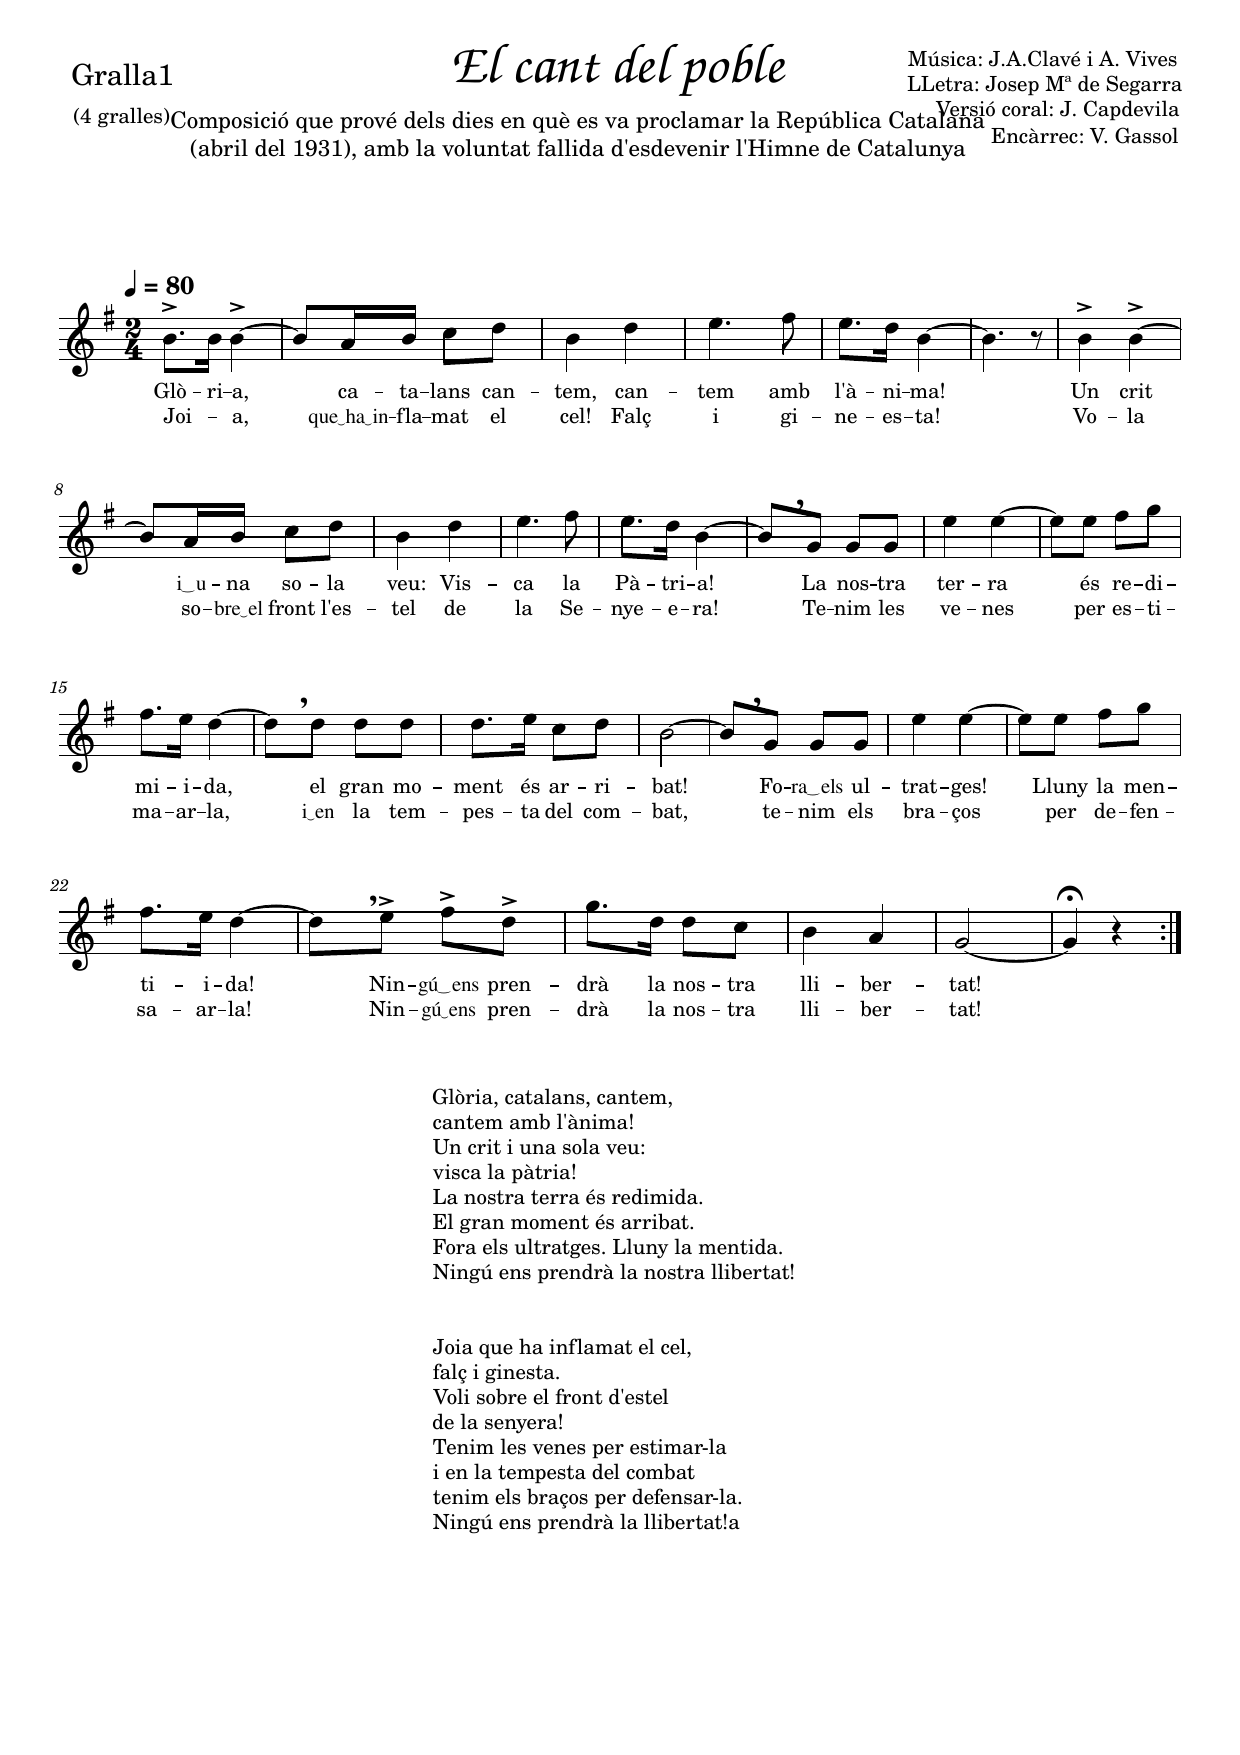 El cant del poble
Gralla1
(4 gralles)
Música: J.A.Clavé i A. Vives
LLetra: Josep Mª de Segarra
Versió coral: J. Capdevila
Encàrrec: V. Gassol
Composició que prové dels dies en què es va proclamar la República Catalana
(abril del 1931), amb la voluntat fallida d'esdevenir l'Himne de Catalunya
= 80
2
4
Glò – ri – a, ca – ta – lans can – tem, can – tem amb l'à – ni – ma! Un crit
Joi – a, que‿ha‿in – fla – mat el cel! Falç i gi – ne – es – ta! Vo – la
8
i‿u – na so – la veu: Vis – ca la Pà – tri – a! La nos – tra ter – ra és re – di –
so – bre‿el front l'es – tel de la Se – nye – e – ra! Te – nim les ve – nes per es – ti –
15
mi – i – da, el gran mo – ment és ar – ri – bat! Fo – ra‿els ul – trat – ges! Lluny la men –
ma – ar – la, i‿en la tem – pes – ta del com – bat, te – nim els bra – ços per de – fen –
22
ti – i – da! Nin – gú‿ens pren – drà la nos – tra lli – ber – tat!
sa – ar – la! Nin – gú‿ens pren – drà la nos – tra lli – ber – tat!
Glòria, catalans, cantem,
cantem amb l'ànima!
Un crit i una sola veu:
visca la pàtria!
La nostra terra és redimida.
El gran moment és arribat.
Fora els ultratges. Lluny la mentida.
Ningú ens prendrà la nostra llibertat!
Joia que ha inflamat el cel,
falç i ginesta.
Voli sobre el front d'estel
de la senyera!
Tenim les venes per estimar-la
i en la tempesta del combat
tenim els braços per defensar-la.
Ningú ens prendrà la llibertat!a